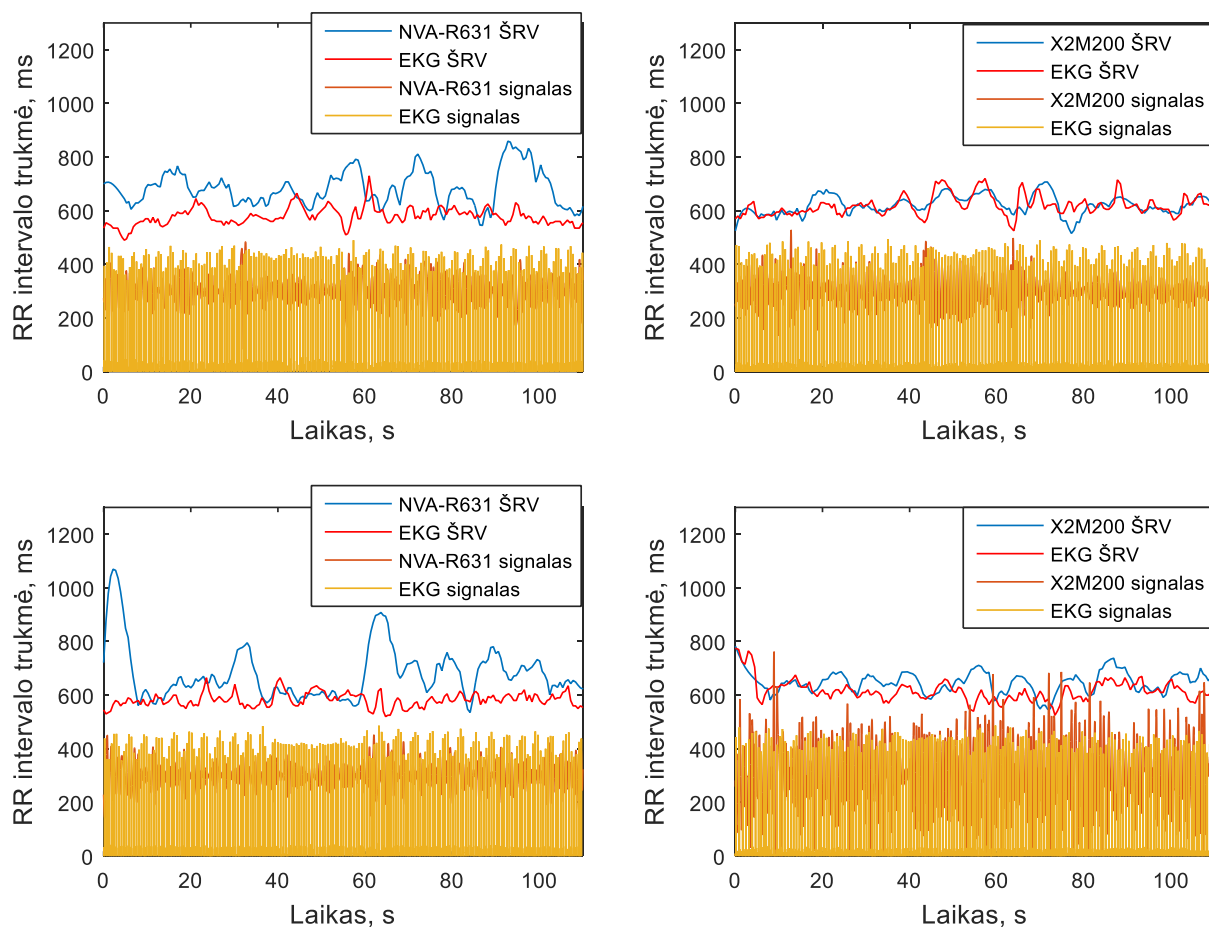 NVA-R631 ŠRV
EKG ŠRV
NVA-R631 signalas
EKG signalas
RR intervalo trukmė, ms
1200
1000
800
600
400
200
0
0 20 40 60 80 100
Laikas, s
X2M200 ŠRV
EKG ŠRV
X2M200 signalas
EKG signalas
RR intervalo trukmė, ms
1200
1000
800
600
400
200
0
0 20 40 60 80 100
Laikas, s
NVA-R631 ŠRV
EKG ŠRV
NVA-R631 signalas
EKG signalas
RR intervalo trukmė, ms
1200
1000
800
600
400
200
0
0 20 40 60 80 100
Laikas, s
X2M200 ŠRV
EKG ŠRV
X2M200 signalas
EKG signalas
RR intervalo trukmė, ms
1200
1000
800
600
400
200
0
0 20 40 60 80 100
Laikas, s